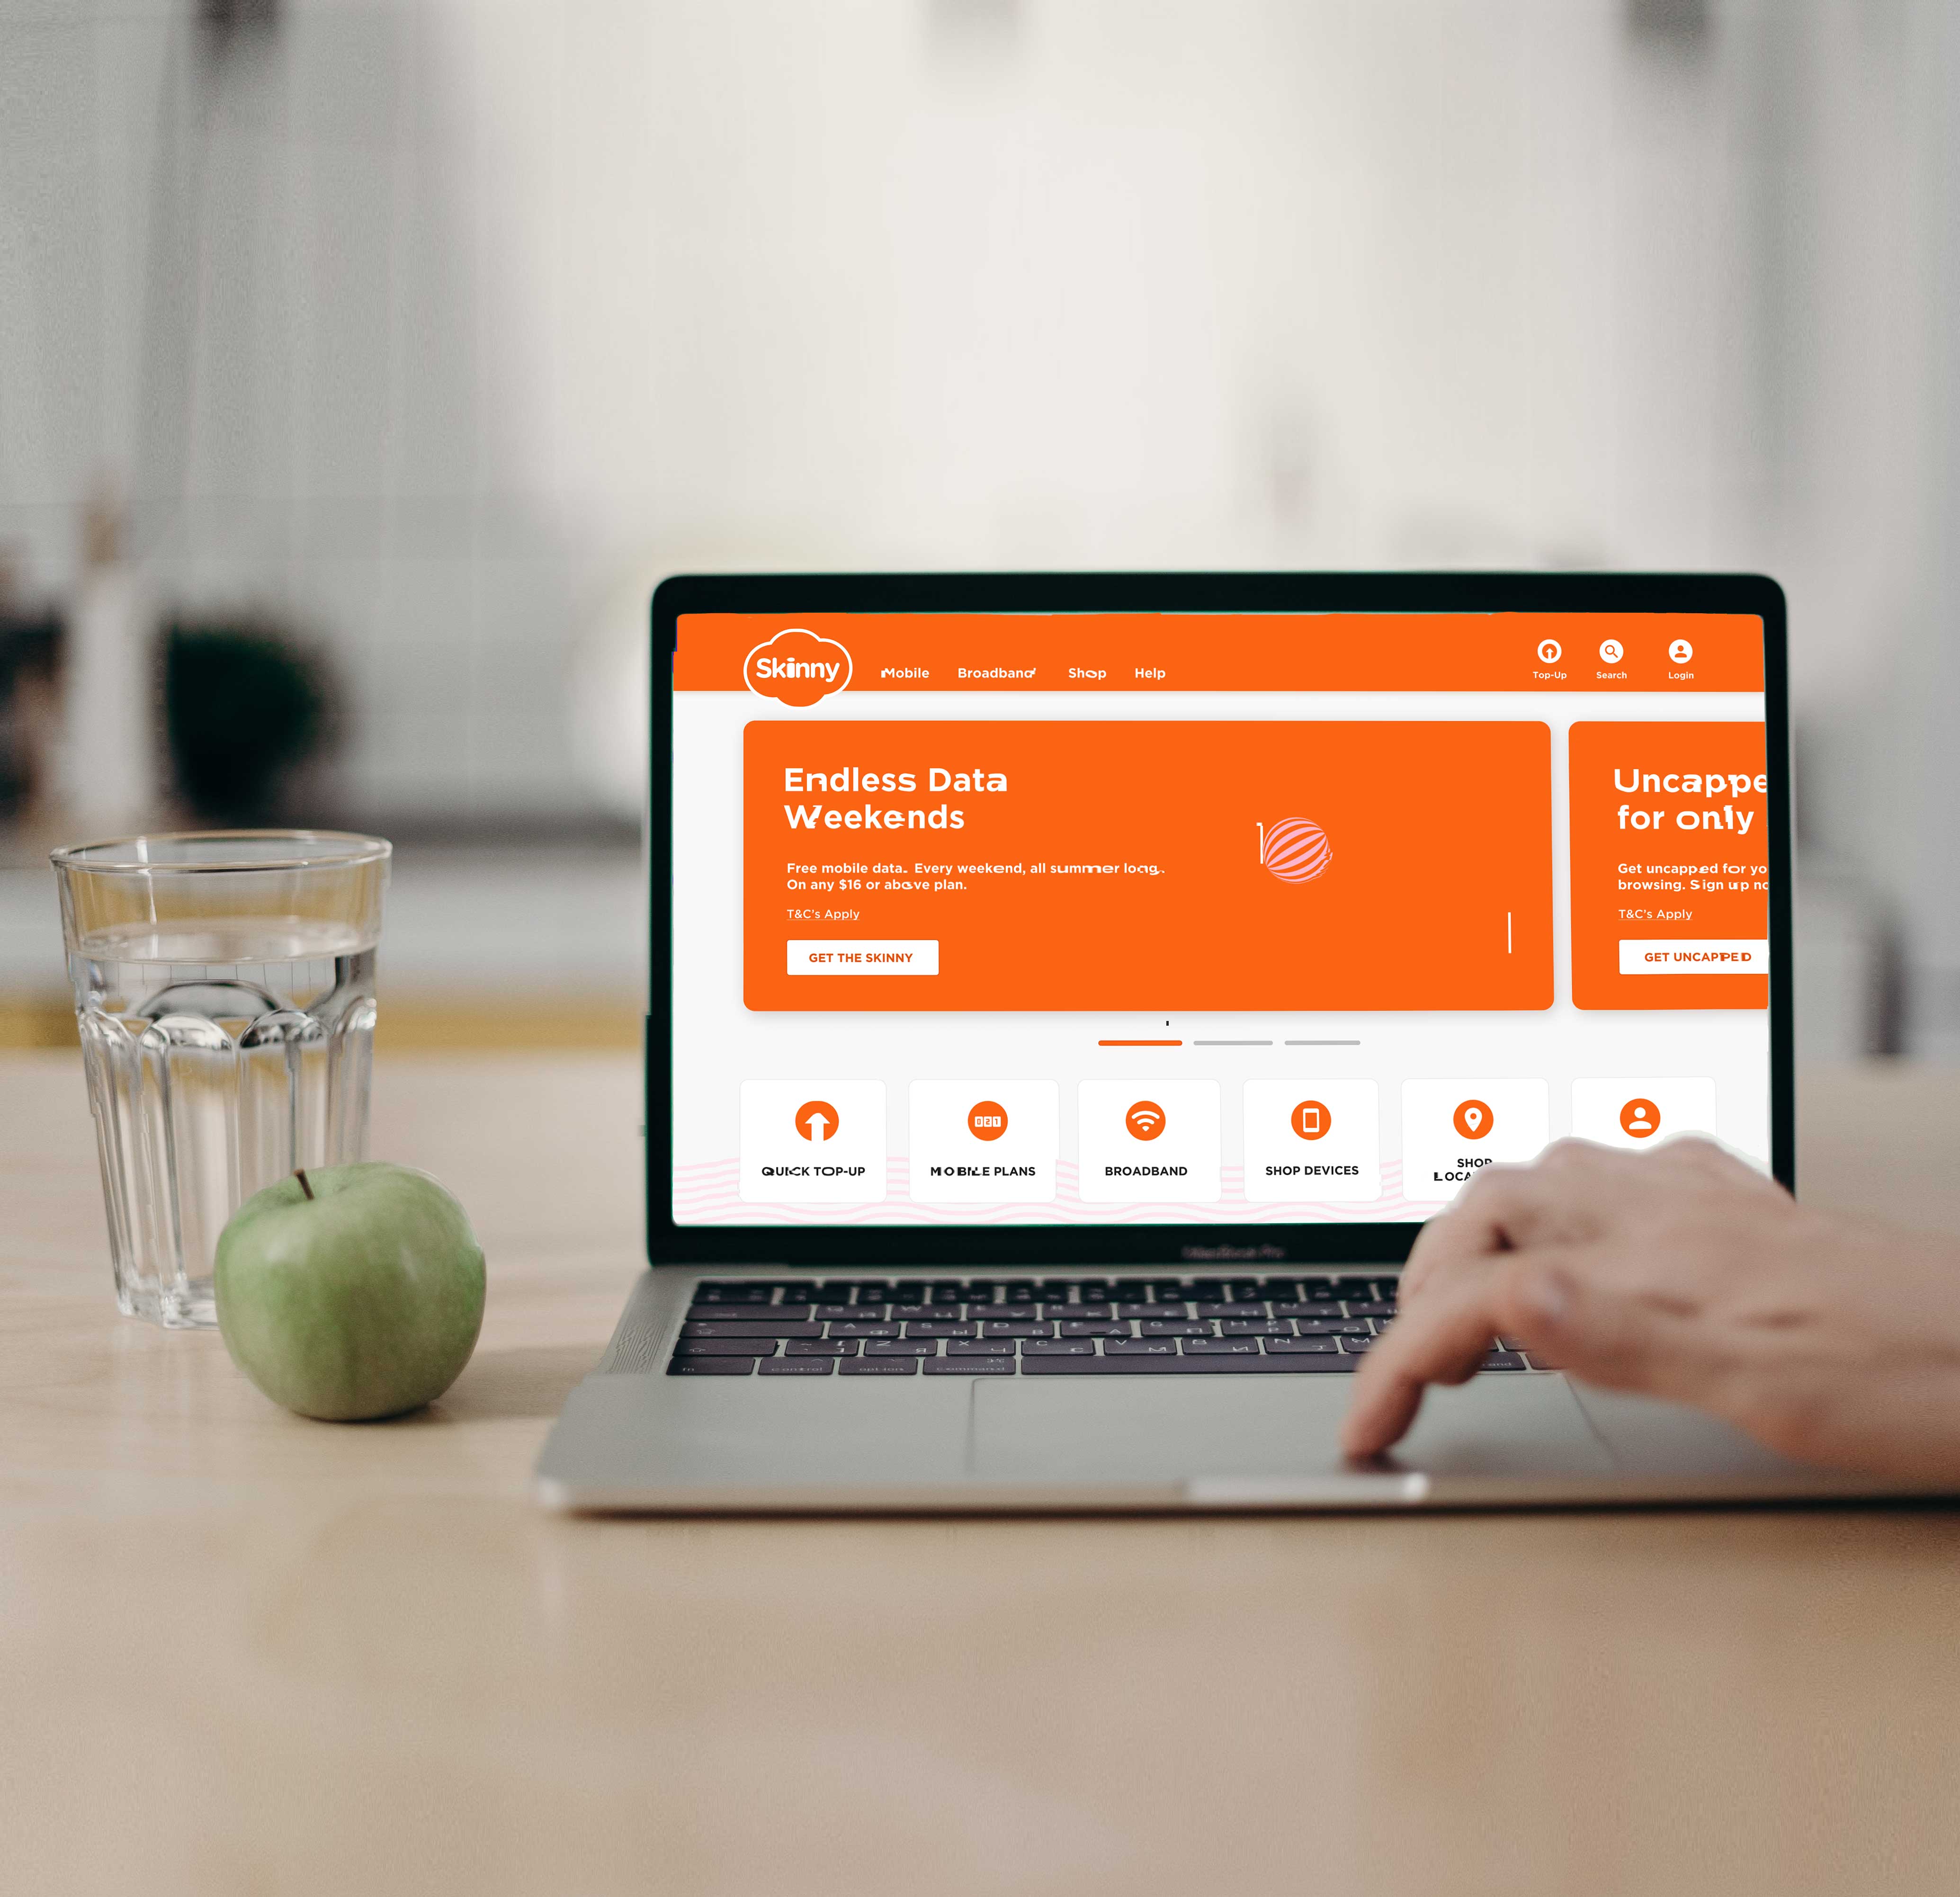 Skinny
Mobile Broadband Shop Help
Top-Up Search Login
Endless Data
Weekends
Free mobile data. Every weekend, all summer long.
On any $16 or above plan.
T&C's Apply
GET THE SKINNY
Uncappe
for only
Get uncapped for yo
browsing. Sign up no
T&C's Apply
GET UNCAPPED
021
QUICK TOP-UP
MOBILE PLANS
BROADBAND
SHOP DEVICES
SHOP
LOCA
MacBook Pro